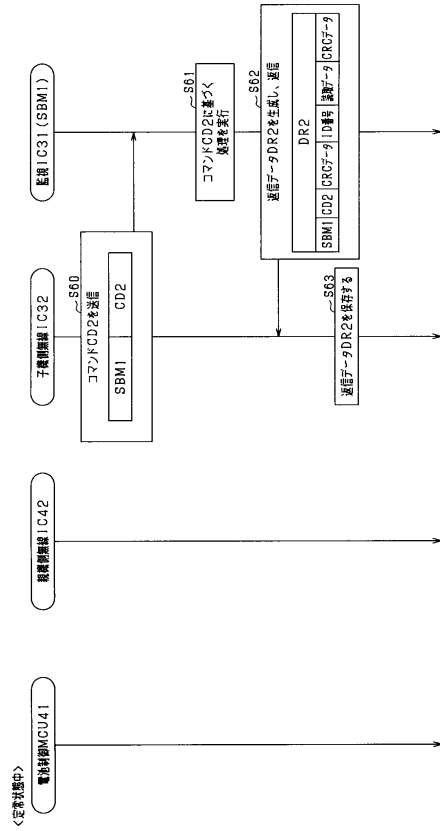 <定常状態中>
電池制御MCU41
親機側無線IC42
子機側無線IC32
監視IC31(SBM1)
S60
コマンドCD2を送信
SBM1 CD2
S61
コマンドCD2に基づく
処理を実行
S62
返信データDR2を生成し、返信
DR2
SBM1 CD2 CRCデータ ID番号 読取データ CRCデータ
S63
返信データDR2を保存する